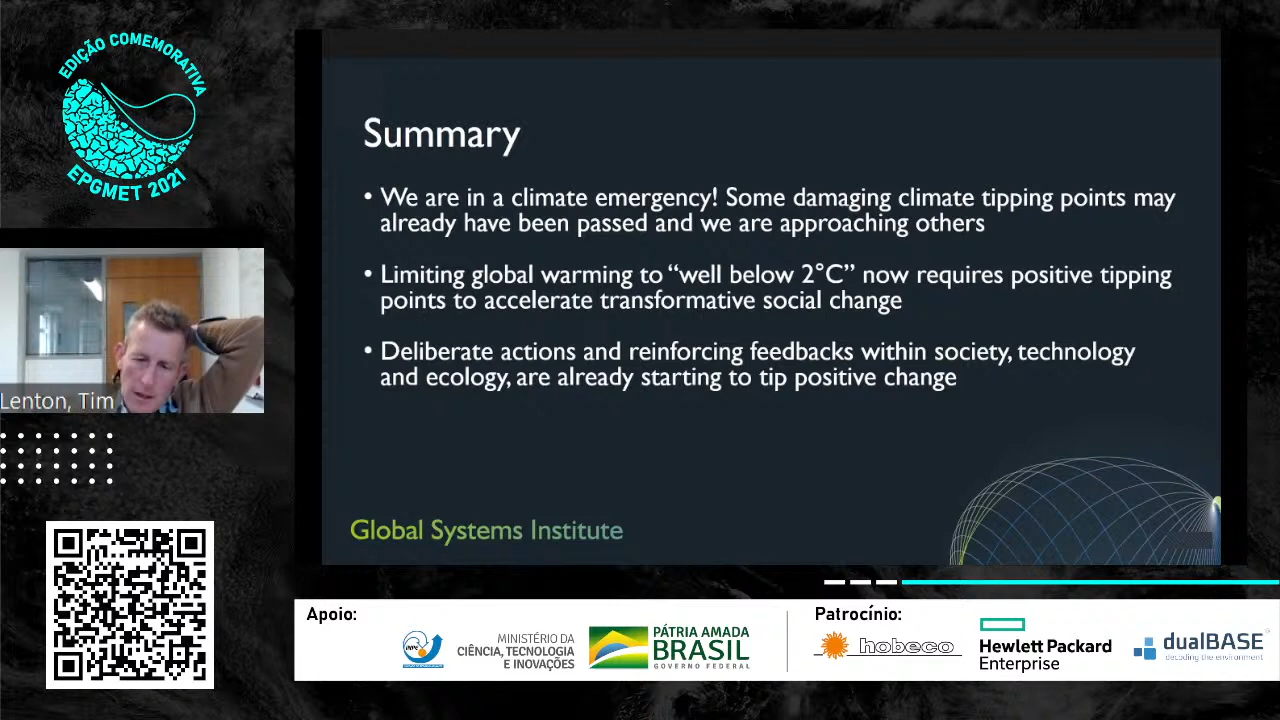 EDIÇÃO COMEMORATIVA
EPGMET 2021
Summary
• We are in a climate emergency! Some damaging climate tipping points may
already have been passed and we are approaching others
• Limiting global warming to “well below 2°C” now requires positive tipping
points to accelerate transformative social change
• Deliberate actions and reinforcing feedbacks within society, technology
and ecology, are already starting to tip positive change
Global Systems Institute
Lenton, Tim
Apoio:
INPE
MINISTÉRIO DA
CIÊNCIA, TECNOLOGIA
E INOVAÇÕES
PÁTRIA AMADA
BRASIL
GOVERNO FEDERAL
Patrocínio:
hobeco
Hewlett Packard
Enterprise
dualBASE
decoding the environment